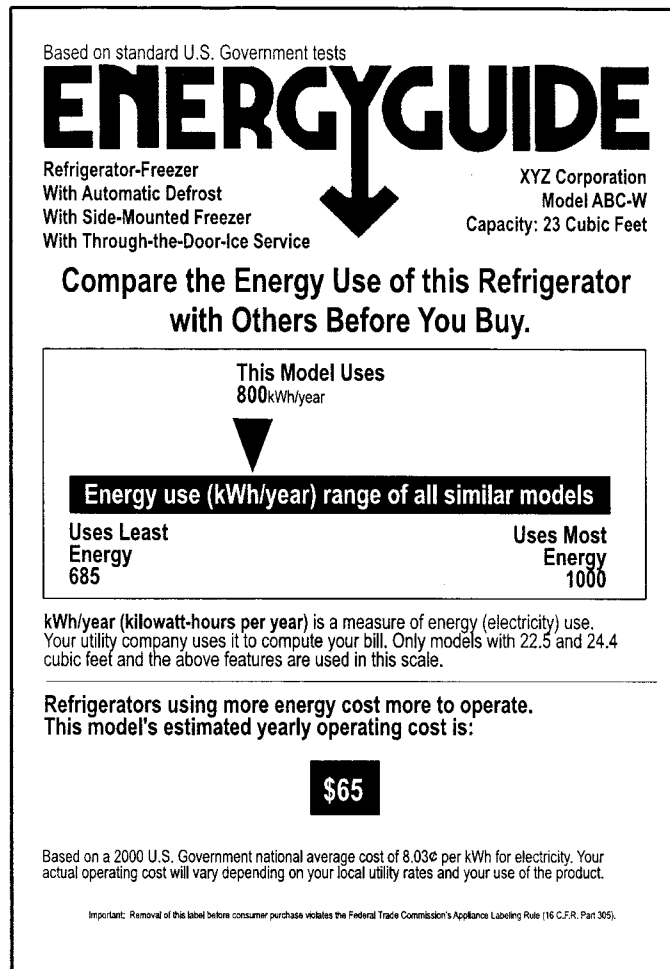 Based on standard U.S. Government tests
ENERGYGUIDE
Refrigerator-Freezer
With Automatic Defrost
With Side-Mounted Freezer
With Through-the-Door-Ice Service
XYZ Corporation
Model ABC-W
Capacity: 23 Cubic Feet
Compare the Energy Use of this Refrigerator
with Others Before You Buy.
This Model Uses
800kWh/year
Energy use (kWh/year) range of all similar models
Uses Least
Energy
685
Uses Most
Energy
1000
kWh/year (kilowatt-hours per year) is a measure of energy (electricity) use.
Your utility company uses it to compute your bill. Only models with 22.5 and 24.4
cubic feet and the above features are used in this scale.
Refrigerators using more energy cost more to operate.
This model's estimated yearly operating cost is:
$65
Based on a 2000 U.S. Government national average cost of 8.03¢ per kWh for electricity. Your
actual operating cost will vary depending on your local utility rates and your use of the product.
Important: Removal of this label before consumer purchase violates the Federal Trade Commission's Appliance Labeling Rule (16 C.F.R. Part 305).